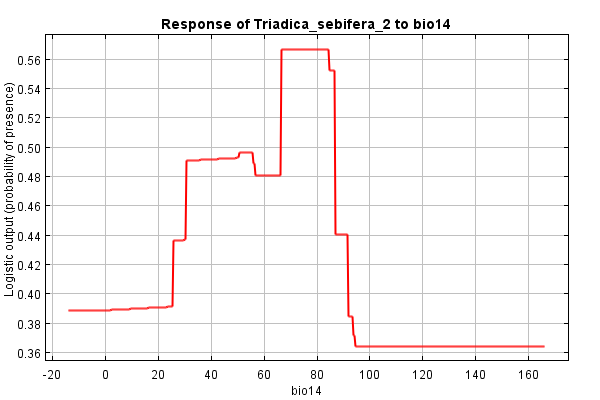 Response of Triadica_sebifera_2 to bio14
Logistic output (probability of presence)
0.56
0.54
0.52
0.50
0.48
0.46
0.44
0.42
0.40
0.38
0.36
-20 0 20 40 60 80 100 120 140 160
bio14